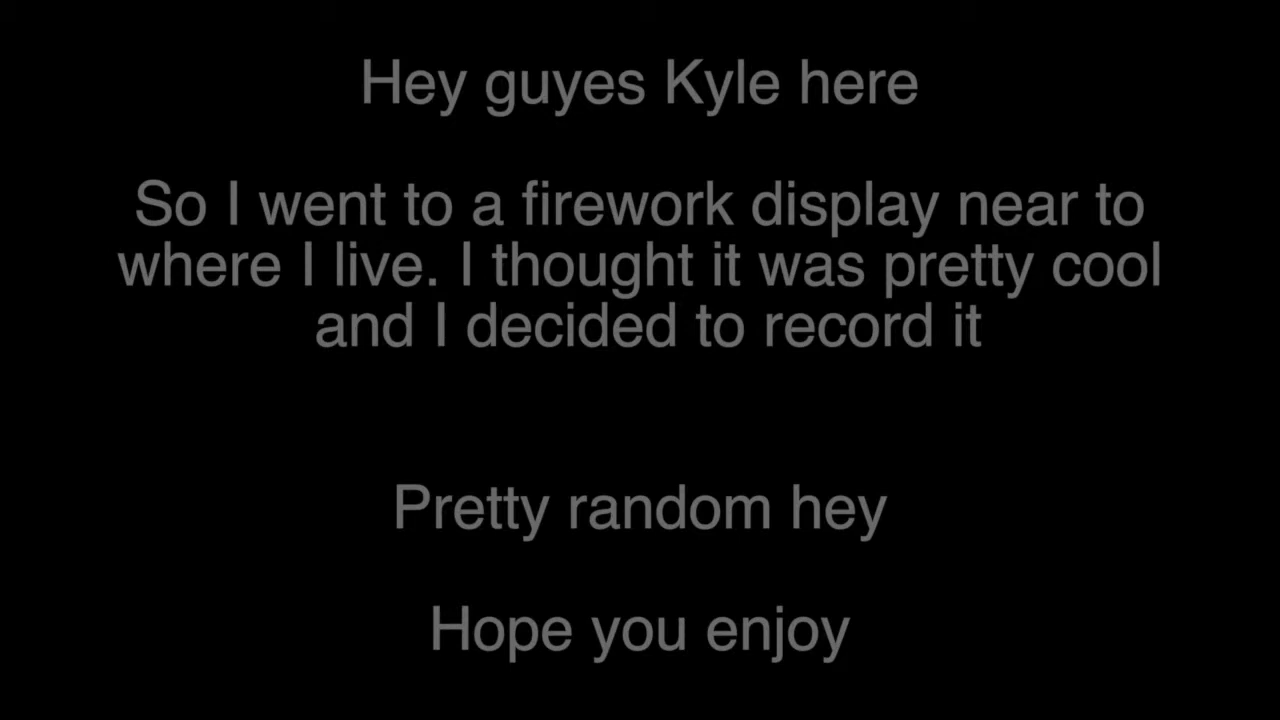 Hey guyes Kyle here
So I went to a firework display near to
where I live. I thought it was pretty cool
and I decided to record it
Pretty random hey
Hope you enjoy